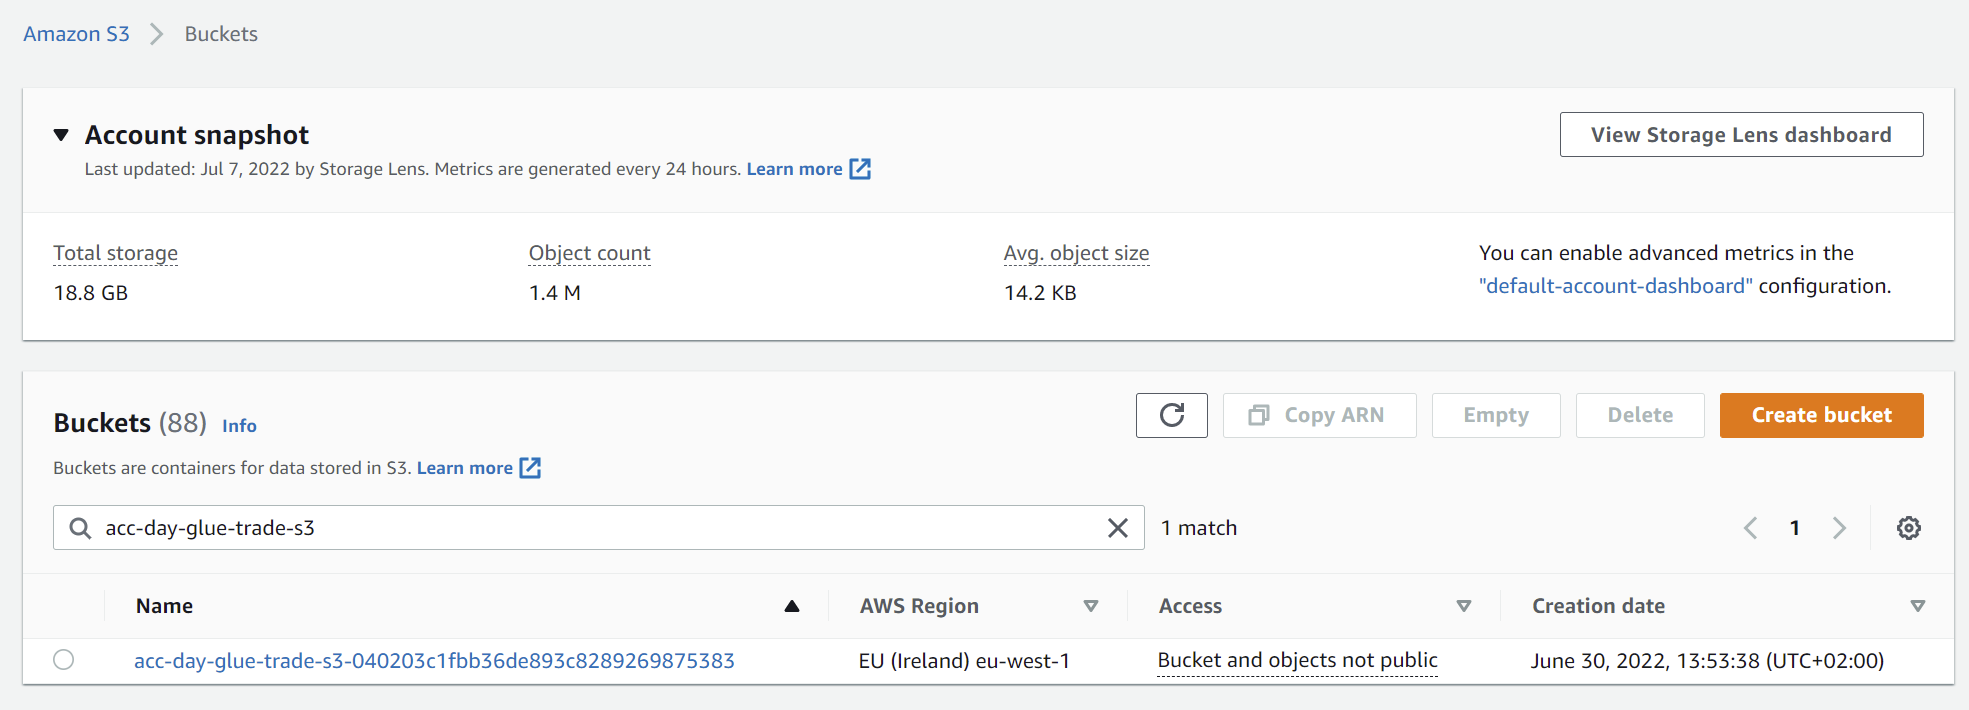 Amazon S3 > Buckets
Account snapshot
View Storage Lens dashboard
Last updated: Jul 7, 2022 by Storage Lens. Metrics are generated every 24 hours. Learn more
Total storage
Object count
Avg. object size
You can enable advanced metrics in the
18.8 GB
1.4 M
14.2 KB
"default-account-dashboard" configuration.
Buckets (88) Info
Copy ARN
Empty
Delete
Create bucket
Buckets are containers for data stored in S3. Learn more
acc-day-glue-trade-s3
1 match
1
Name
AWS Region
Access
Creation date
acc-day-glue-trade-s3-040203c1fbb36de893c8289269875383
EU (Ireland) eu-west-1
Bucket and objects not public
June 30, 2022, 13:53:38 (UTC+02:00)